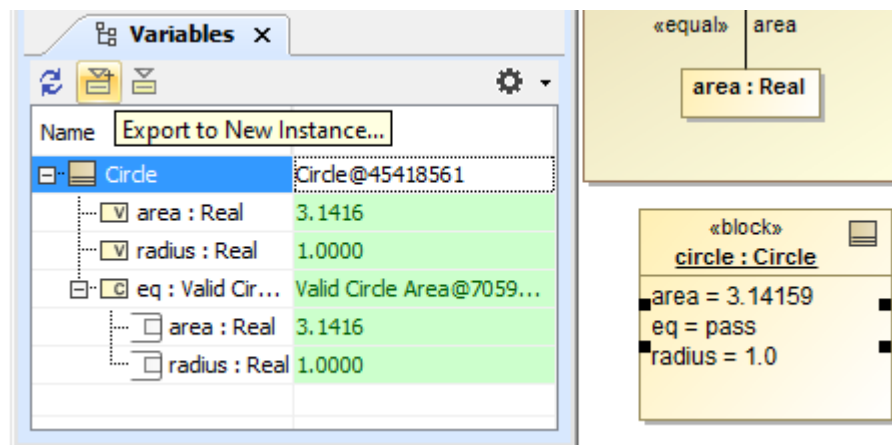 Variables
Name
Export to New Instance...
Circle Circle@45418561
area : Real 3.1416
radius : Real 1.0000
eq : Valid Cir... Valid Circle Area@7059...
area : Real 3.1416
radius : Real 1.0000
«equal» area
area : Real
«block»
circle : Circle
area = 3.14159
eq = pass
radius = 1.0